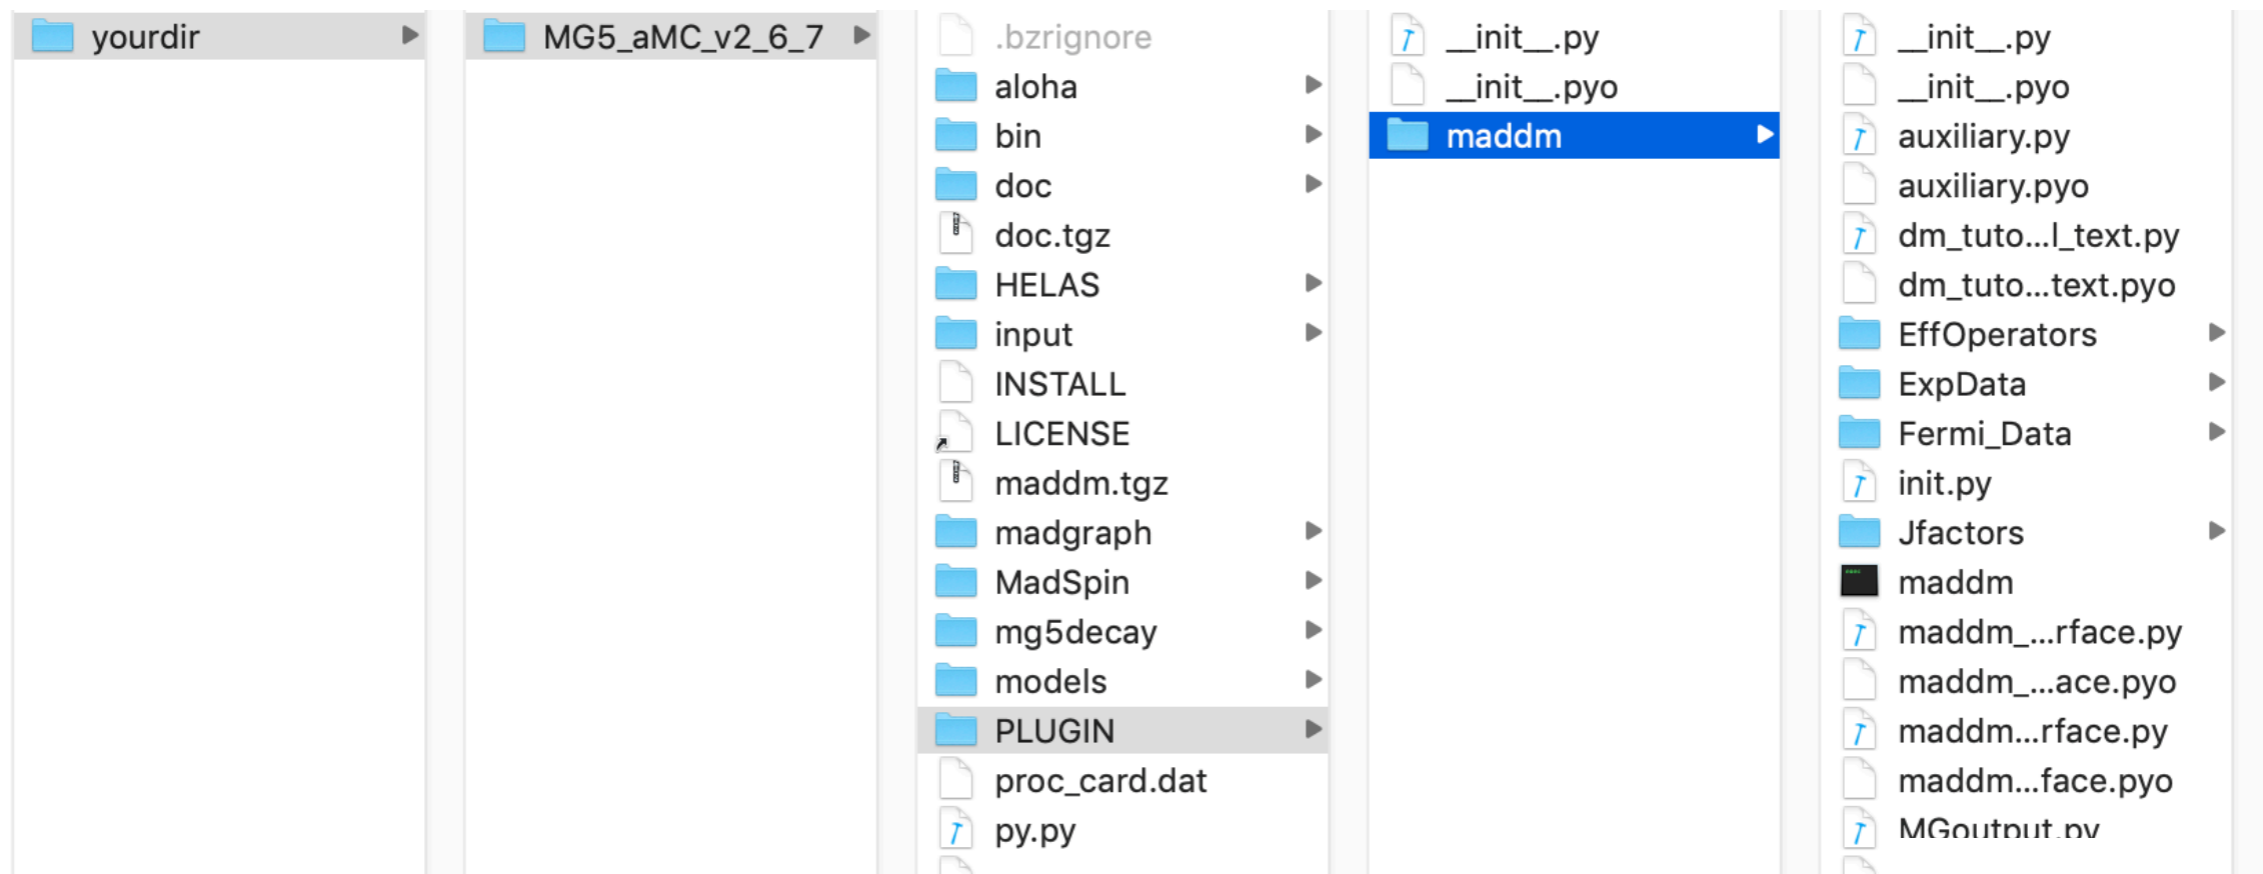 yourdir
MG5_aMC_v2_6_7
.bzrignore
aloha
bin
doc
doc.tgz
HELAS
input
INSTALL
LICENSE
maddm.tgz
madgraph
MadSpin
mg5decay
models
PLUGIN
proc_card.dat
py.py
__init__.py
__init__.pyo
maddm
__init__.py
__init__.pyo
auxiliary.py
auxiliary.pyo
dm_tuto...l_text.py
dm_tuto...text.pyo
EffOperators
ExpData
Fermi_Data
init.py
Jfactors
maddm
maddm_...rface.py
maddm_...ace.pyo
maddm...rface.py
maddm...face.pyo
MGoutput.py